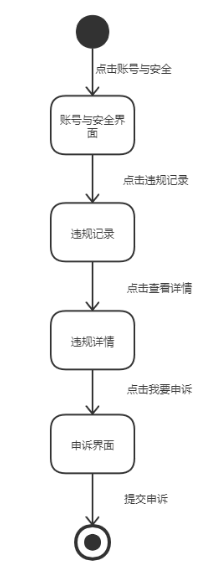 点击账号与安全
账号与安全界
面
点击违规记录
违规记录
点击查看详情
违规详情
点击我要申诉
申诉界面
提交申诉